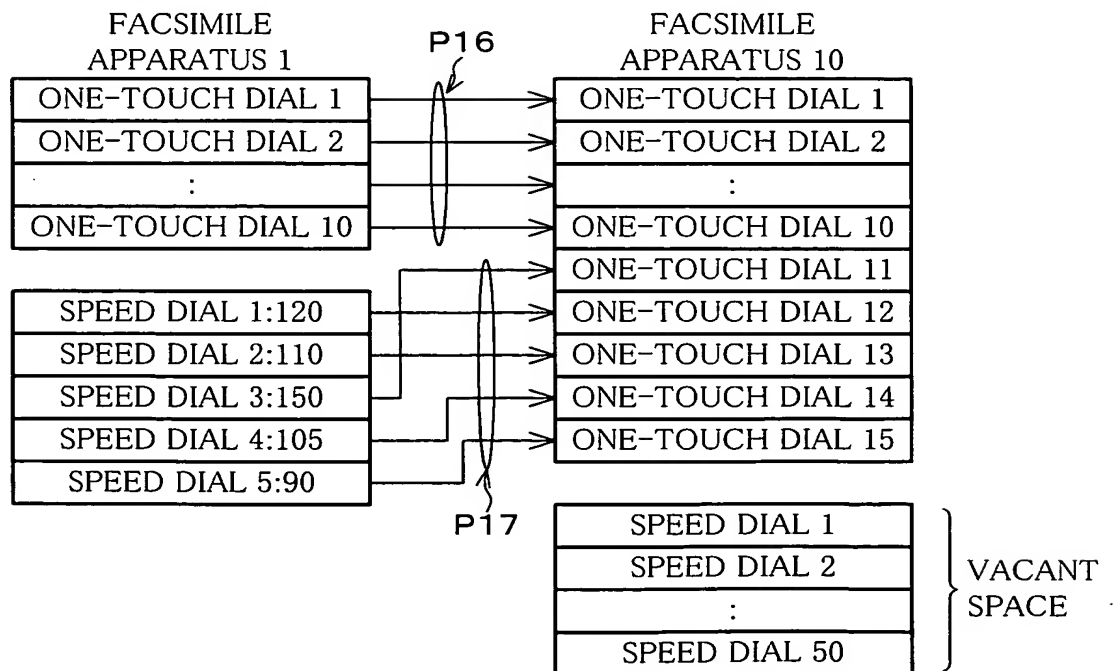 FACSIMILE
APPARATUS 1
ONE-TOUCH DIAL 1
ONE-TOUCH DIAL 2
:
ONE-TOUCH DIAL 10
SPEED DIAL 1:120
SPEED DIAL 2:110
SPEED DIAL 3:150
SPEED DIAL 4:105
SPEED DIAL 5:90
P16
P17
FACSIMILE
APPARATUS 10
ONE-TOUCH DIAL 1
ONE-TOUCH DIAL 2
:
ONE-TOUCH DIAL 10
ONE-TOUCH DIAL 11
ONE-TOUCH DIAL 12
ONE-TOUCH DIAL 13
ONE-TOUCH DIAL 14
ONE-TOUCH DIAL 15
SPEED DIAL 1
SPEED DIAL 2
:
SPEED DIAL 50
VACANT
SPACE